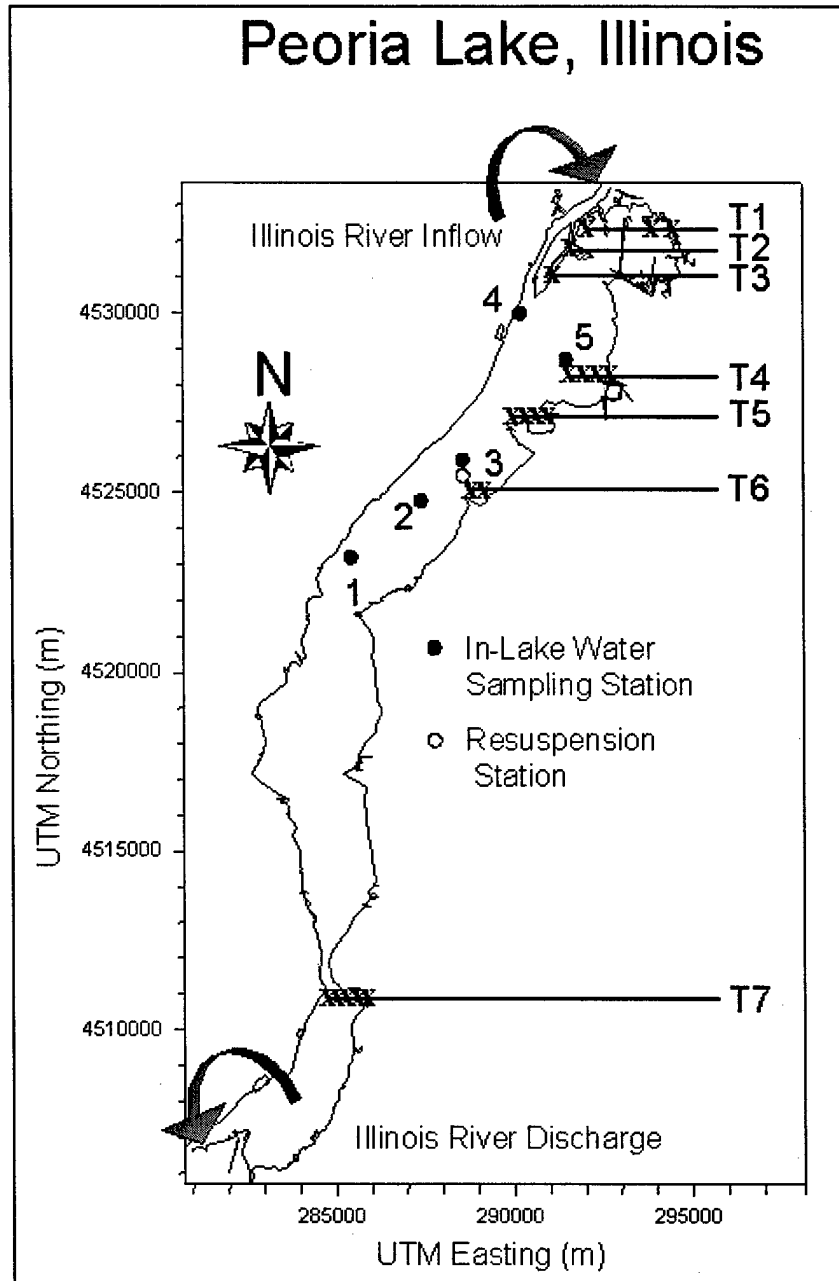 Peoria Lake, Illinois
Illinois River Inflow
T1
T2
T3
4
4530000
5
N
T4
T5
3
4525000
T6
2
1
In-Lake Water
Sampling Station
4520000
Resuspension
Station
UTM Northing (m)
4515000
T7
4510000
Illinois River Discharge
285000
290000
295000
UTM Easting (m)